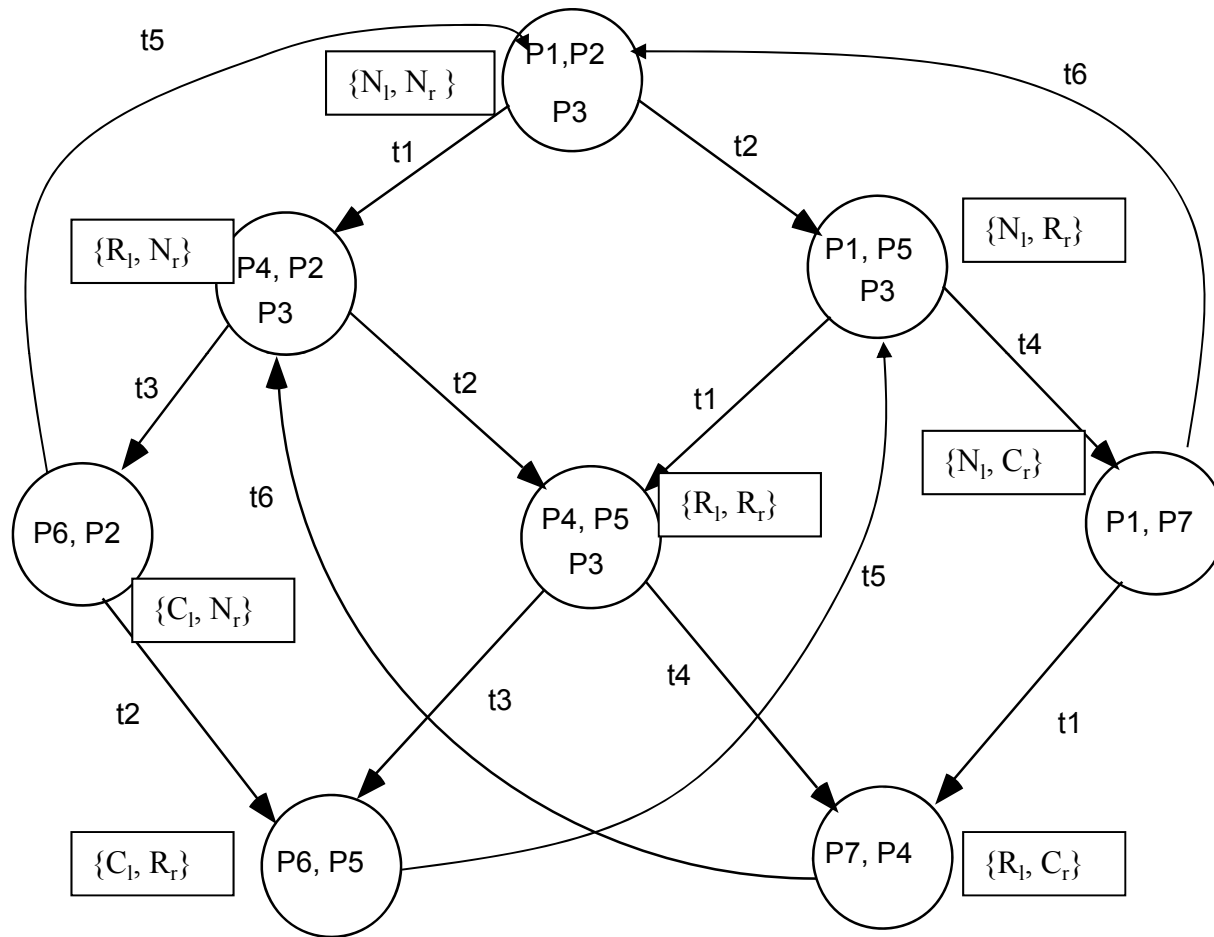 t5
P1,P2
P3
{Nl, Nr }
t6
t1
t2
{Rl, Nr}
P4, P2
P3
{Nl, Rr}
P1, P5
P3
t3
t2
t1
t4
{Nl, Cr}
P6, P2
t6
P4, P5
P3
{Rl, Rr}
P1, P7
t5
{Cl, Nr}
t2
t3
t4
t1
{Cl, Rr}
P6, P5
P7, P4
{Rl, Cr}